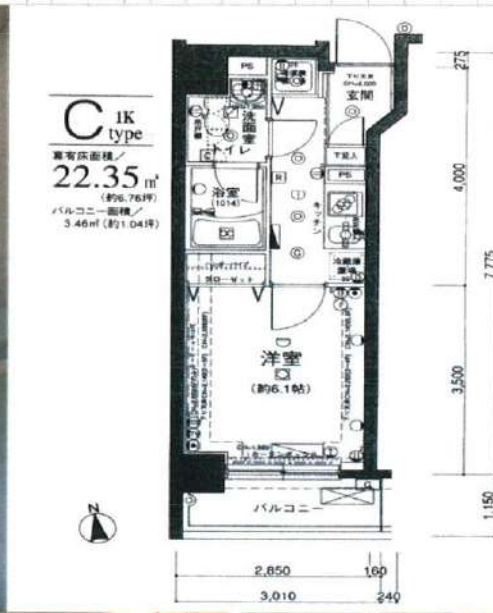 C 1K
type
専有床面積／
22.35㎡
(約6.76坪)
バルコニー面積／
3.46㎡(約1.04坪)
PS
玄関
洗面室
トイレ
下足入
PS
浴室
(1014)
R
キッチン
冷蔵庫
置場
クローゼット
洋室
(約6.1帖)
バルコニー
N
275
4,000
7,775
3,500
1,150
2,850
160
3,010
240